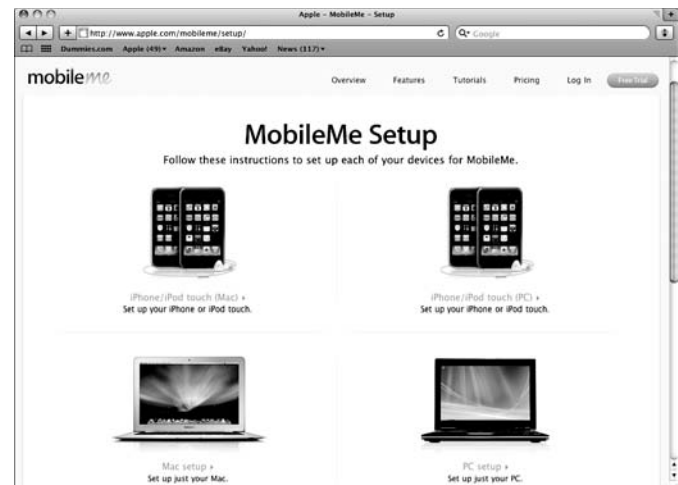 Apple – MobileMe – Setup
http://www.apple.com/mobileme/setup/
Google
Dummies.com Apple (49) Amazon eBay Yahoo! News (117)
mobileme
Overview Features Tutorials Pricing Log In Free Trial
MobileMe Setup
Follow these instructions to set up each of your devices for MobileMe.
iPhone/iPod touch (Mac)
Set up your iPhone or iPod touch.
iPhone/iPod touch (PC)
Set up your iPhone or iPod touch.
Mac setup
Set up just your Mac.
PC setup
Set up just your PC.